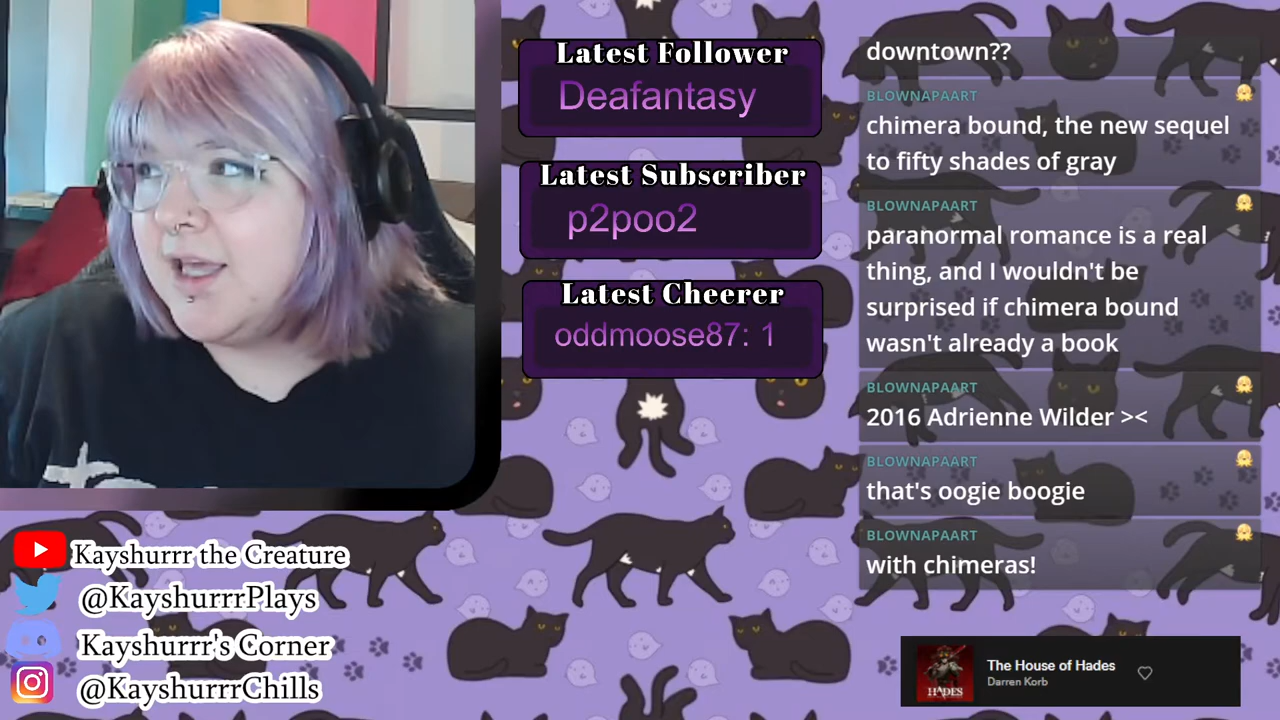 Latest Follower
Deafantasy
Latest Subscriber
p2poo2
Latest Cheerer
oddmoose87: 1
downtown??
BLOWNAPAART
chimera bound, the new sequel
to fifty shades of gray
BLOWNAPAART
paranormal romance is a real
thing, and I wouldn't be
surprised if chimera bound
wasn't already a book
BLOWNAPAART
2016 Adrienne Wilder ><
BLOWNAPAART
that's oogie boogie
BLOWNAPAART
with chimeras!
Kayshurrr the Creature
@KayshurrrPlays
Kayshurrr's Corner
@KayshurrrChills
HADES
The House of Hades
Darren Korb